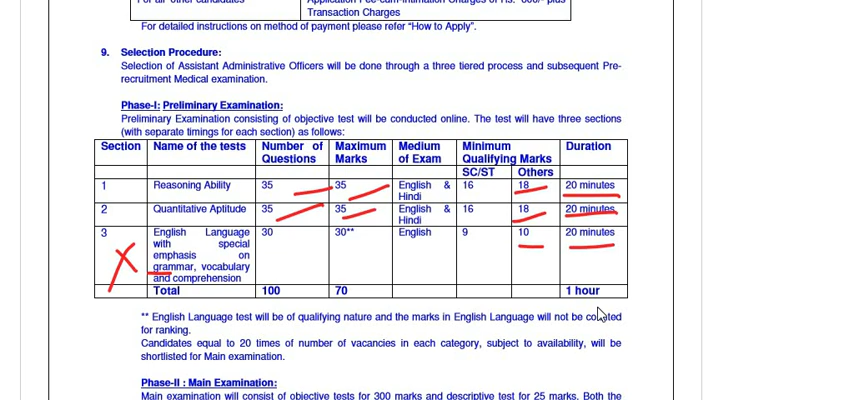 Transaction Charges
For detailed instructions on method of payment please refer “How to Apply”.
9. Selection Procedure:
Selection of Assistant Administrative Officers will be done through a three tiered process and subsequent Pre-
recruitment Medical examination.
Phase-I: Preliminary Examination:
Preliminary Examination consisting of objective test will be conducted online. The test will have three sections
(with separate timings for each section) as follows:
Section Name of the tests Number of Questions Maximum Marks Medium of Exam Minimum Qualifying Marks Duration
SC/ST Others
1 Reasoning Ability 35 35 English & Hindi 16 18 20 minutes
2 Quantitative Aptitude 35 35 English & Hindi 16 18 20 minutes
3 English Language with special emphasis on grammar, vocabulary and comprehension 30 30** English 9 10 20 minutes
Total 100 70 1 hour
** English Language test will be of qualifying nature and the marks in English Language will not be counted
for ranking.
Candidates equal to 20 times of number of vacancies in each category, subject to availability, will be
shortlisted for Main examination.
Phase-II : Main Examination:
Main examination will consist of objective tests for 300 marks and descriptive test for 25 marks. Both the